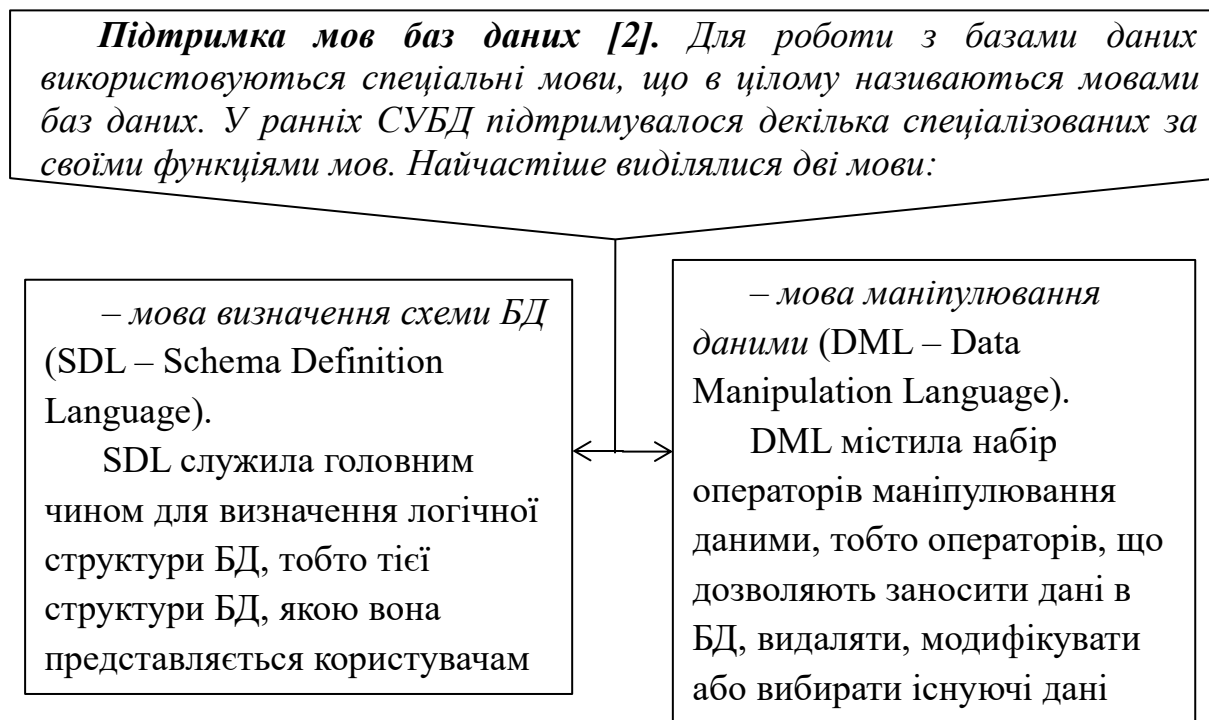 Підтримка мов баз даних [2]. Для роботи з базами даних
використовуються спеціальні мови, що в цілому називаються мовами
баз даних. У ранніх СУБД підтримувалося декілька спеціалізованих за
своїми функціями мов. Найчастіше виділялися дві мови:
– мова визначення схеми БД
(SDL – Schema Definition
Language).
SDL служила головним
чином для визначення логічної
структури БД, тобто тієї
структури БД, якою вона
представляється користувачам
– мова маніпулювання
даними (DML – Data
Manipulation Language).
DML містила набір
операторів маніпулювання
даними, тобто операторів, що
дозволяють заносити дані в
БД, видаляти, модифікувати
або вибирати існуючі дані